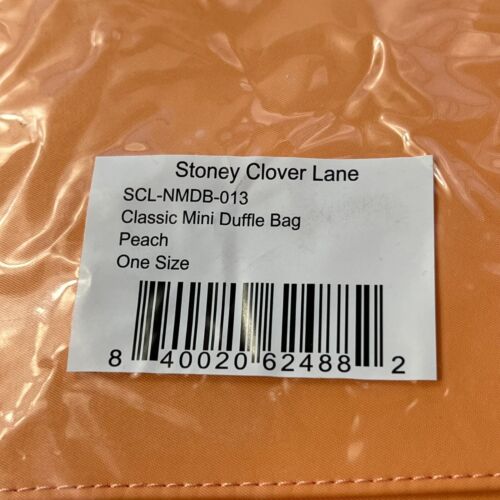 Stoney Clover Lane
SCL-NMDB-013
Classic Mini Duffle Bag
Peach
One Size
8 40020 62488 2